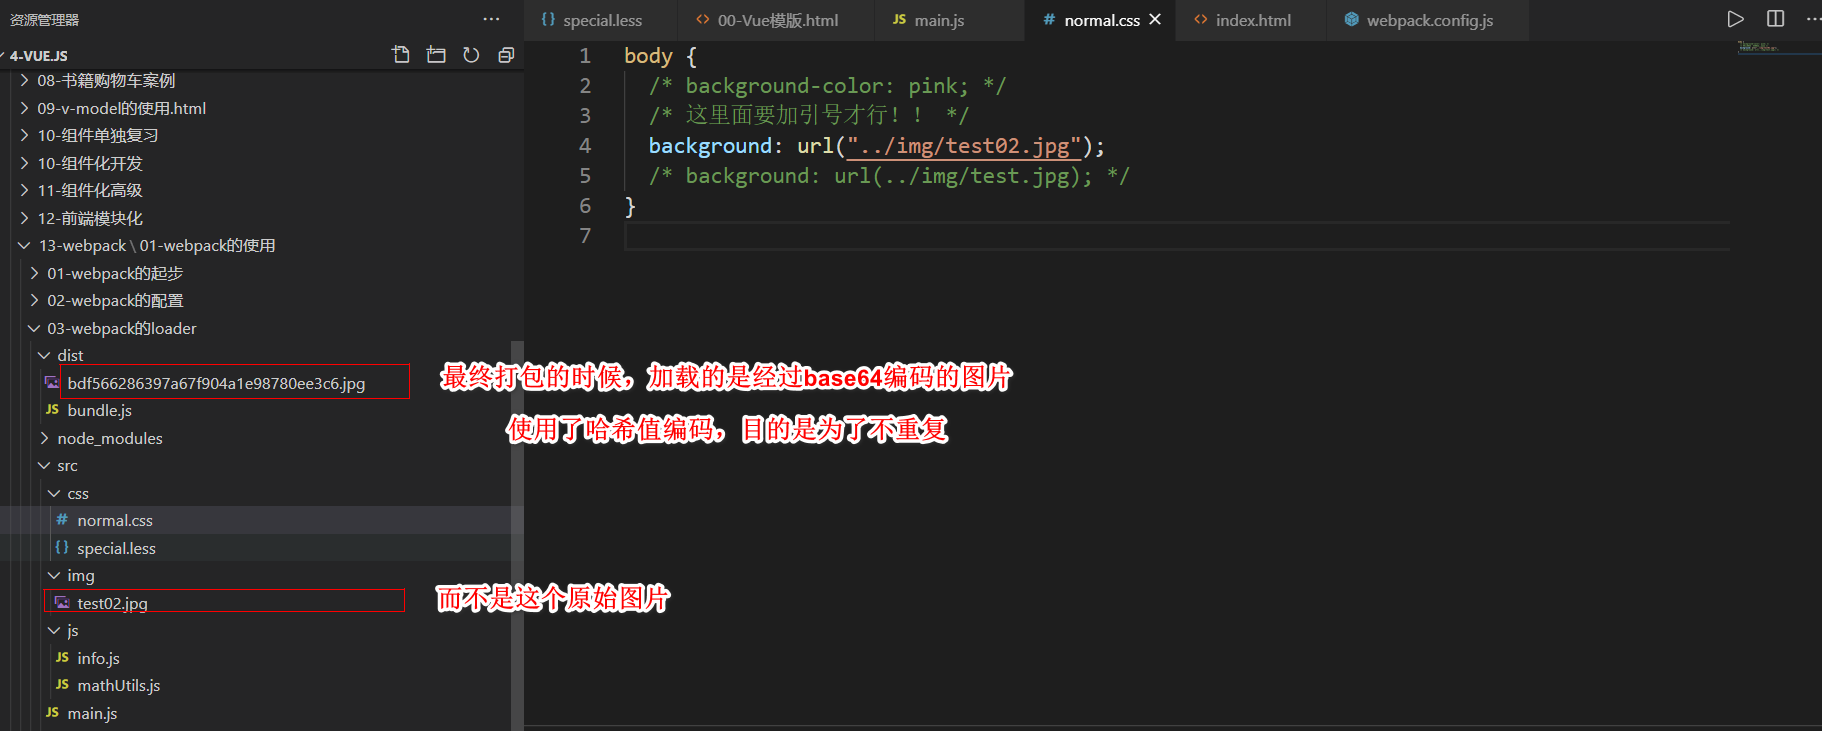 资源管理器
4-VUE.JS
08-书籍购物车案例
09-v-model的使用.html
10-组件单独复习
10-组件化开发
11-组件化高级
12-前端模块化
13-webpack \ 01-webpack的使用
01-webpack的起步
02-webpack的配置
03-webpack的loader
dist
bdf566286397a67f904a1e98780ee3c6.jpg
JS bundle.js
node_modules
src
css
# normal.css
{} special.less
img
test02.jpg
js
JS info.js
JS mathUtils.js
JS main.js
{} special.less
<> 00-Vue模版.html
JS main.js
# normal.css
<> index.html
webpack.config.js
1 body {
2 /* background-color: pink; */
3 /* 这里面要加引号才行！！ */
4 background: url("../img/test02.jpg");
5 /* background: url(../img/test.jpg); */
6 }
7
最终打包的时候，加载的是经过base64编码的图片
使用了哈希值编码，目的是为了不重复
而不是这个原始图片